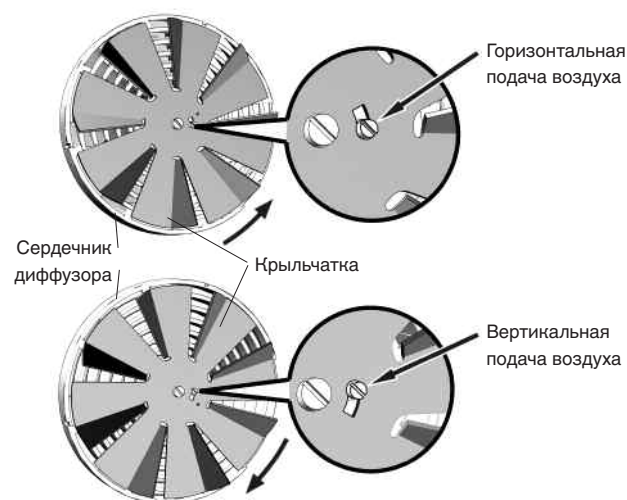 Горизонтальная
подача воздуха
Сердечник
диффузора
Крыльчатка
Вертикальная
подача воздуха